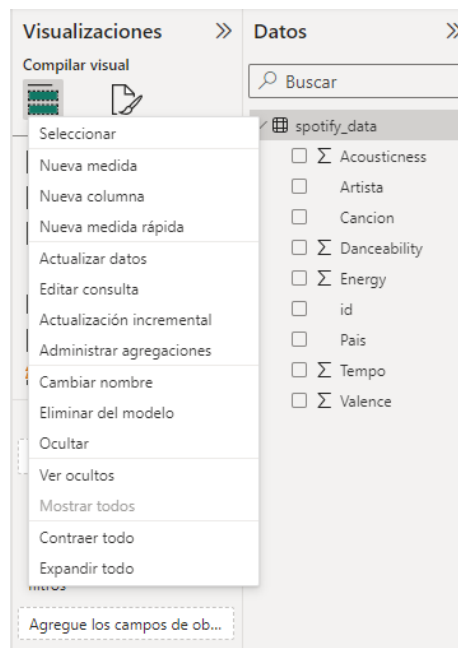 Visualizaciones
Compilar visual
Seleccionar
Nueva medida
Nueva columna
Nueva medida rápida
Actualizar datos
Editar consulta
Actualización incremental
Administrar agregaciones
Cambiar nombre
Eliminar del modelo
Ocultar
Ver ocultos
Mostrar todos
Contraer todo
Expandir todo
Agregue los campos de ob...
Datos
Buscar
spotify_data
Acousticness
Artista
Cancion
Danceability
Energy
id
Pais
Tempo
Valence